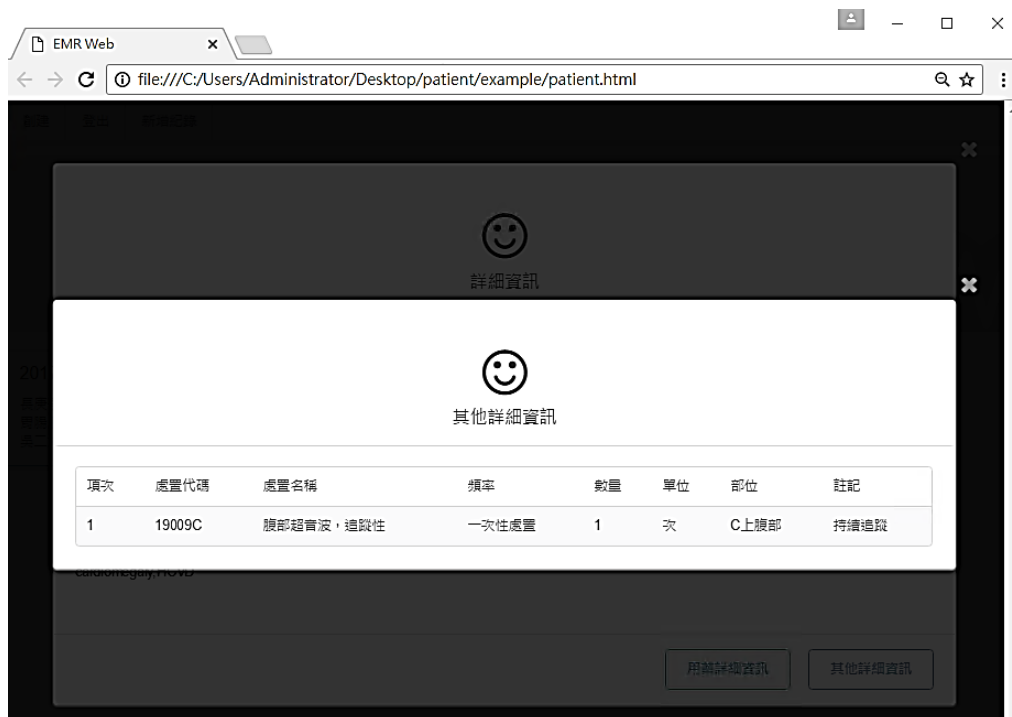 EMR Web
file:///C:/Users/Administrator/Desktop/patient/example/patient.html
詳細資訊
其他詳細資訊
項次 處置代碼 處置名稱 頻率 數量 單位 部位 註記
1 19009C 腹部超音波，追蹤性 一次性處置 1 次 C上腹部 持續追蹤
cardiomegaly,HCVD
用藥詳細資訊 其他詳細資訊